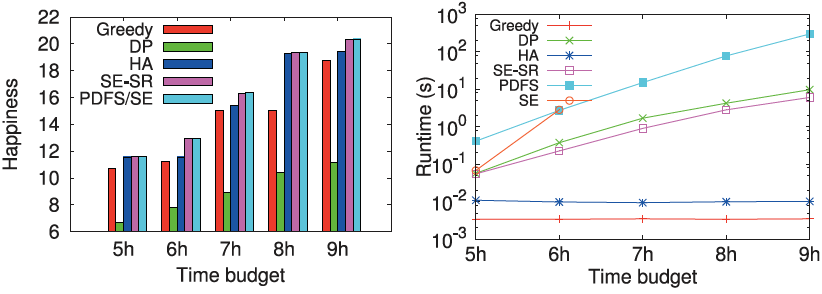 Happiness
22
20
18
16
14
12
10
8
6
Greedy
DP
HA
SE-SR
PDFS/SE
5h 6h 7h 8h 9h
Time budget
Runtime (s)
10^3
10^2
10^1
10^0
10^-1
10^-2
10^-3
Greedy
DP
HA
SE-SR
PDFS
SE
5h 6h 7h 8h 9h
Time budget